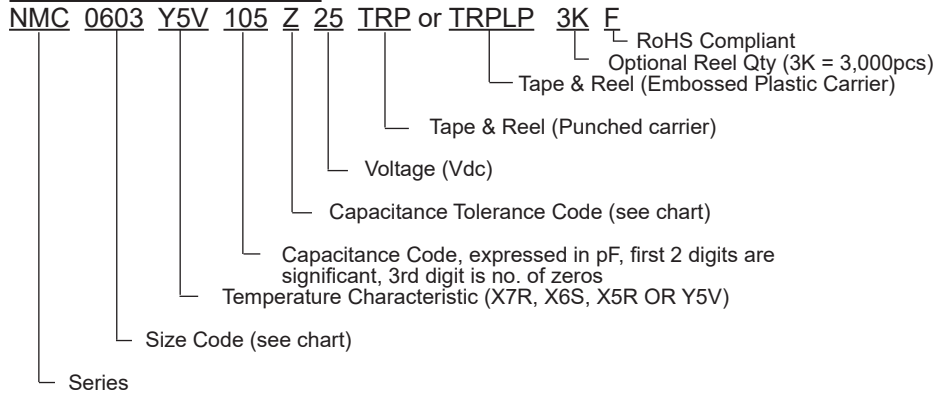 NMC 0603 Y5V 105 Z 25 TRP or TRPLP 3K F
RoHS Compliant
Optional Reel Qty (3K = 3,000pcs)
Tape & Reel (Embossed Plastic Carrier)
Tape & Reel (Punched carrier)
Voltage (Vdc)
Capacitance Tolerance Code (see chart)
Capacitance Code, expressed in pF, first 2 digits are
significant, 3rd digit is no. of zeros
Temperature Characteristic (X7R, X6S, X5R OR Y5V)
Size Code (see chart)
Series